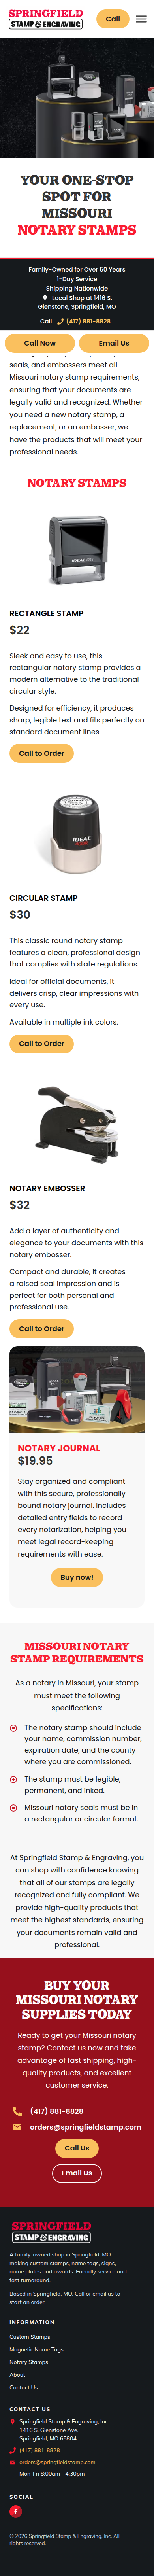 SPRINGFIELD
STAMP & ENGRAVING
Call
YOUR ONE-STOP
SPOT FOR
MISSOURI
NOTARY STAMPS
Family-Owned for Over 50 Years
1-Day Service
Shipping Nationwide
Local Shop at 1416 S.
Glenstone, Springfield, MO
Call (417) 881-8828
Call Now
Email Us
seals, and embossers meet all
Missouri notary stamp requirements,
ensuring that your documents are
legally valid and recognized. Whether
you need a new notary stamp, a
replacement, or an embosser, we
have the products that will meet your
professional needs.
NOTARY STAMPS
RECTANGLE STAMP
$22
Sleek and easy to use, this
rectangular notary stamp provides a
modern alternative to the traditional
circular style.
Designed for efficiency, it produces
sharp, legible text and fits perfectly on
standard document lines.
Call to Order
IDEAL
CIRCULAR STAMP
$30
This classic round notary stamp
features a clean, professional design
that complies with state regulations.
Ideal for official documents, it
delivers crisp, clear impressions with
every use.
Available in multiple ink colors.
Call to Order
NOTARY EMBOSSER
$32
Add a layer of authenticity and
elegance to your documents with this
notary embosser.
Compact and durable, it creates
a raised seal impression and is
perfect for both personal and
professional use.
Call to Order
NOTARY JOURNAL
$19.95
Stay organized and compliant
with this secure, professionally
bound notary journal. Includes
detailed entry fields to record
every notarization, helping you
meet legal record-keeping
requirements with ease.
Buy now!
MISSOURI NOTARY
STAMP REQUIREMENTS
As a notary in Missouri, your stamp
must meet the following
specifications:
The notary stamp should include
your name, commission number,
expiration date, and the county
where you are commissioned.
The stamp must be legible,
permanent, and inked.
Missouri notary seals must be in
a rectangular or circular format.
At Springfield Stamp & Engraving, you
can shop with confidence knowing
that all of our stamps are legally
recognized and fully compliant. We
provide high-quality products that
meet the highest standards, ensuring
your documents remain valid and
professional.
BUY YOUR
MISSOURI NOTARY
SUPPLIES TODAY
Ready to get your Missouri notary
stamp? Contact us now and take
advantage of fast shipping, high-
quality products, and excellent
customer service.
(417) 881-8828
orders@springfieldstamp.com
Call Us
Email Us
SPRINGFIELD
STAMP & ENGRAVING
A family-owned shop in Springfield, MO
making custom stamps, name tags, signs,
name plates and awards. Friendly service and
fast turnaround.
Based in Springfield, MO. Call or email us to
start an order.
INFORMATION
Custom Stamps
Magnetic Name Tags
Notary Stamps
About
Contact Us
CONTACT US
Springfield Stamp & Engraving, Inc.
1416 S. Glenstone Ave.
Springfield, MO 65804
(417) 881-8828
orders@springfieldstamp.com
Mon-Fri 8:00am - 4:30pm
SOCIAL
© 2026 Springfield Stamp & Engraving, Inc. All
rights reserved.